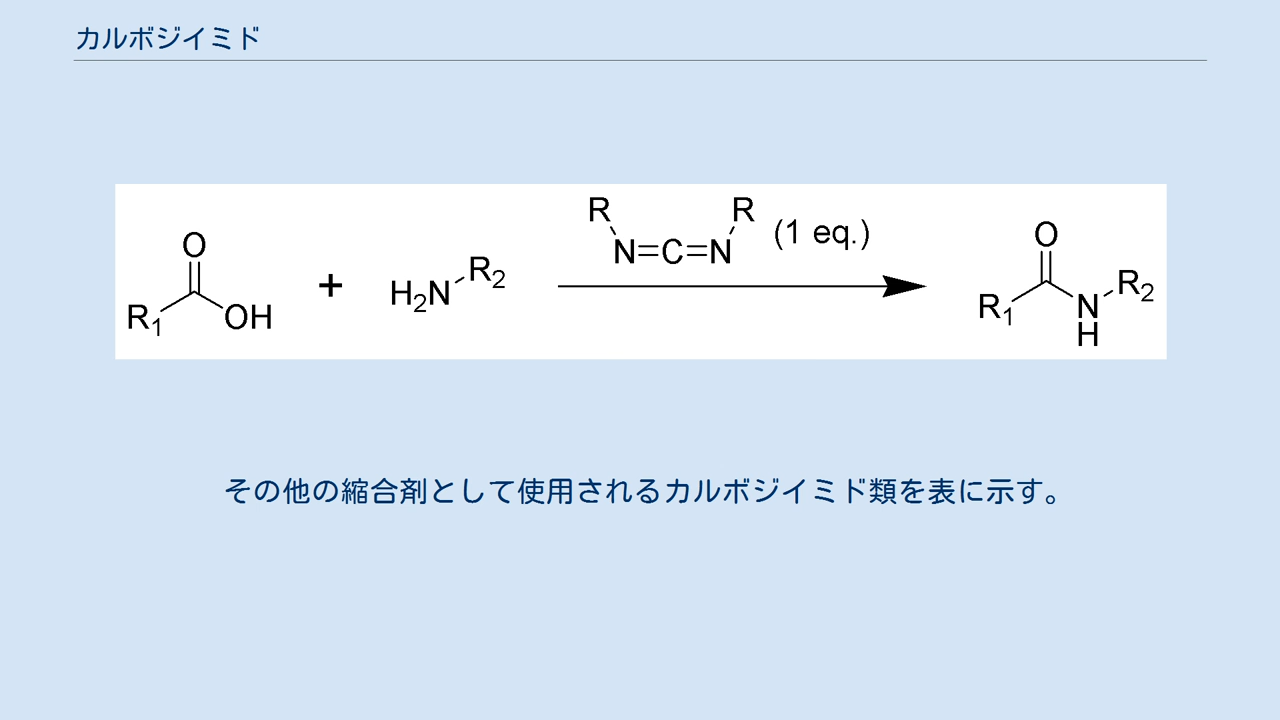 カルボジイミド
R R
N=C=N (1 eq.)
O O
R1 OH + H2N R2 R1 N R2
H
その他の縮合剤として使用されるカルボジイミド類を表に示す。